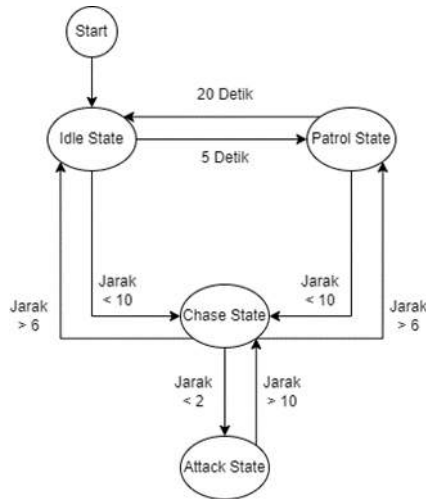 Start
20 Detik
Idle State
Patrol State
5 Detik
Jarak
< 10
Jarak
< 10
Jarak
> 6
Chase State
Jarak
> 6
Jarak
< 2
Jarak
> 10
Attack State